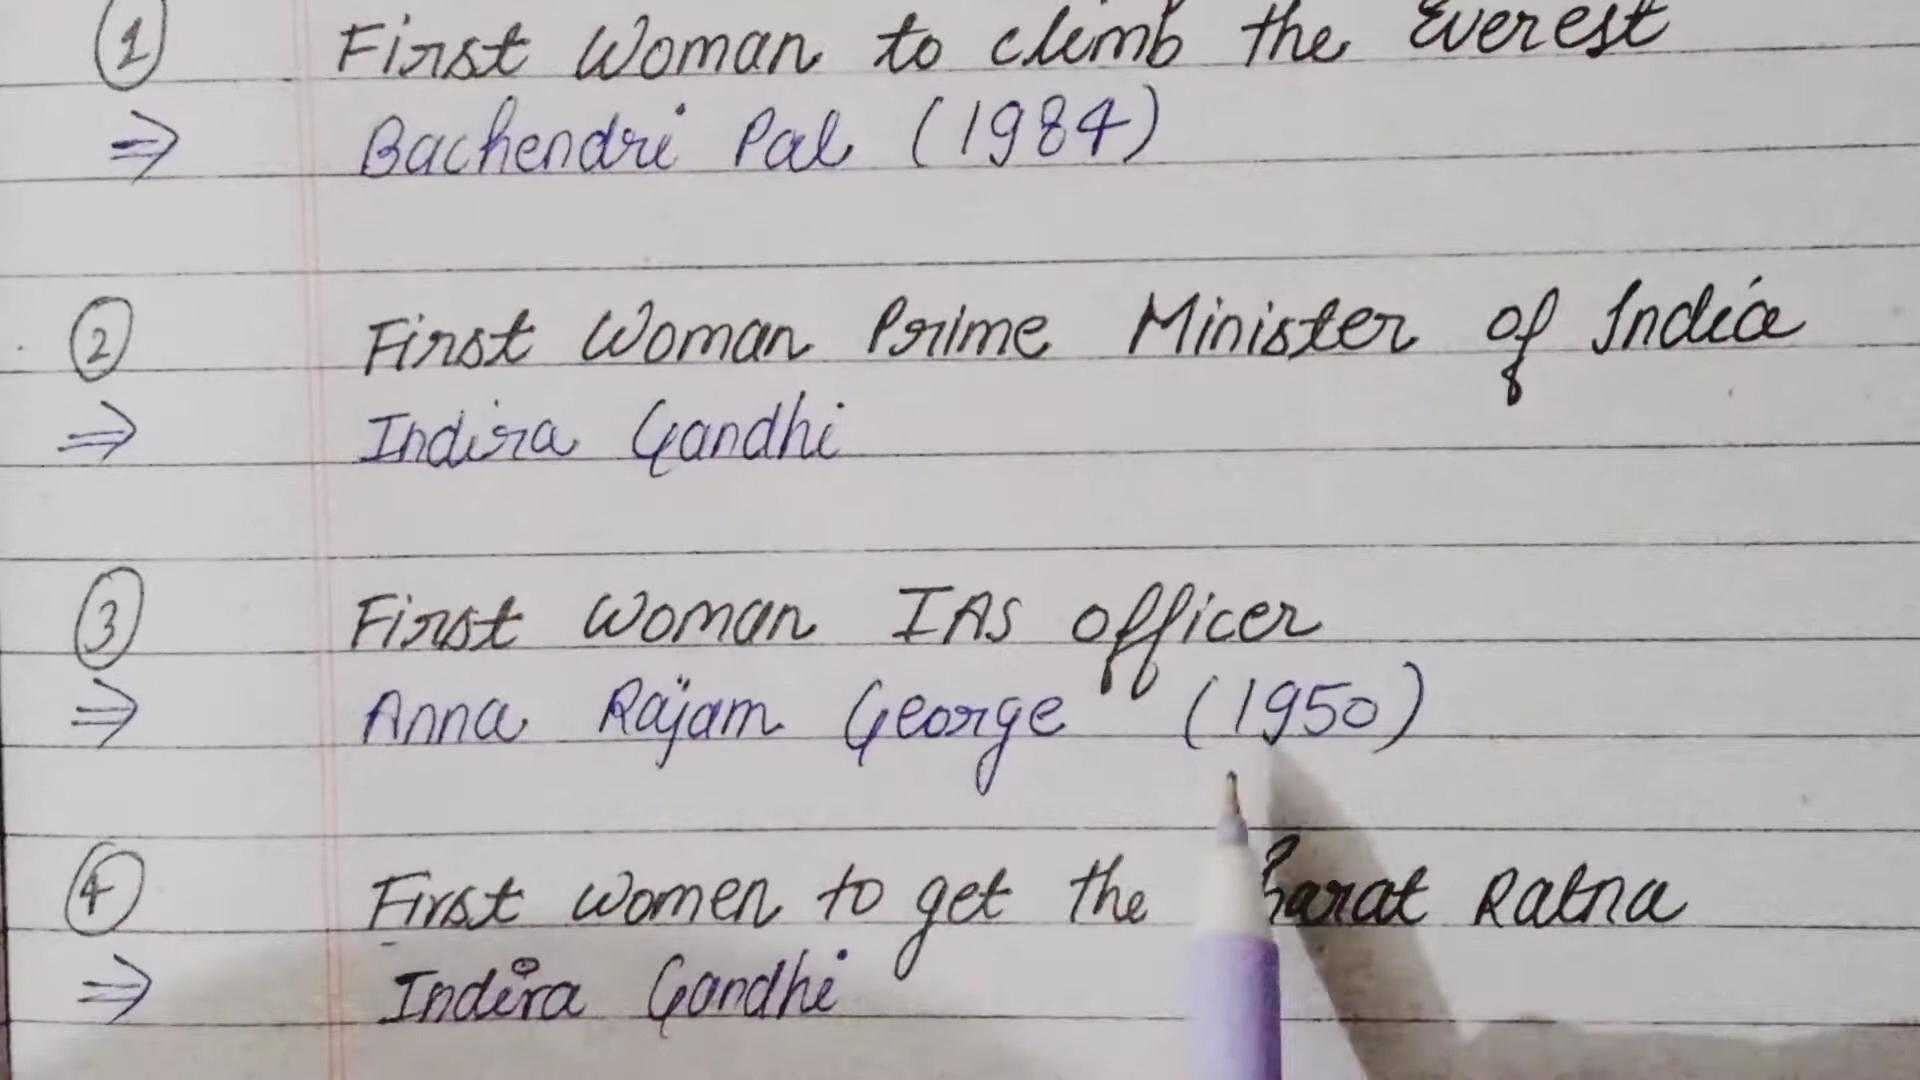 1 First Woman to climb the Everest
⇒ Bachendri Pal (1984)
2 First Woman Prime Minister of India
⇒ Indira Gandhi
3 First Woman IAS officer
⇒ Anna Rajam George (1950)
4 First women to get the Ratna
⇒ Indira Gandhi